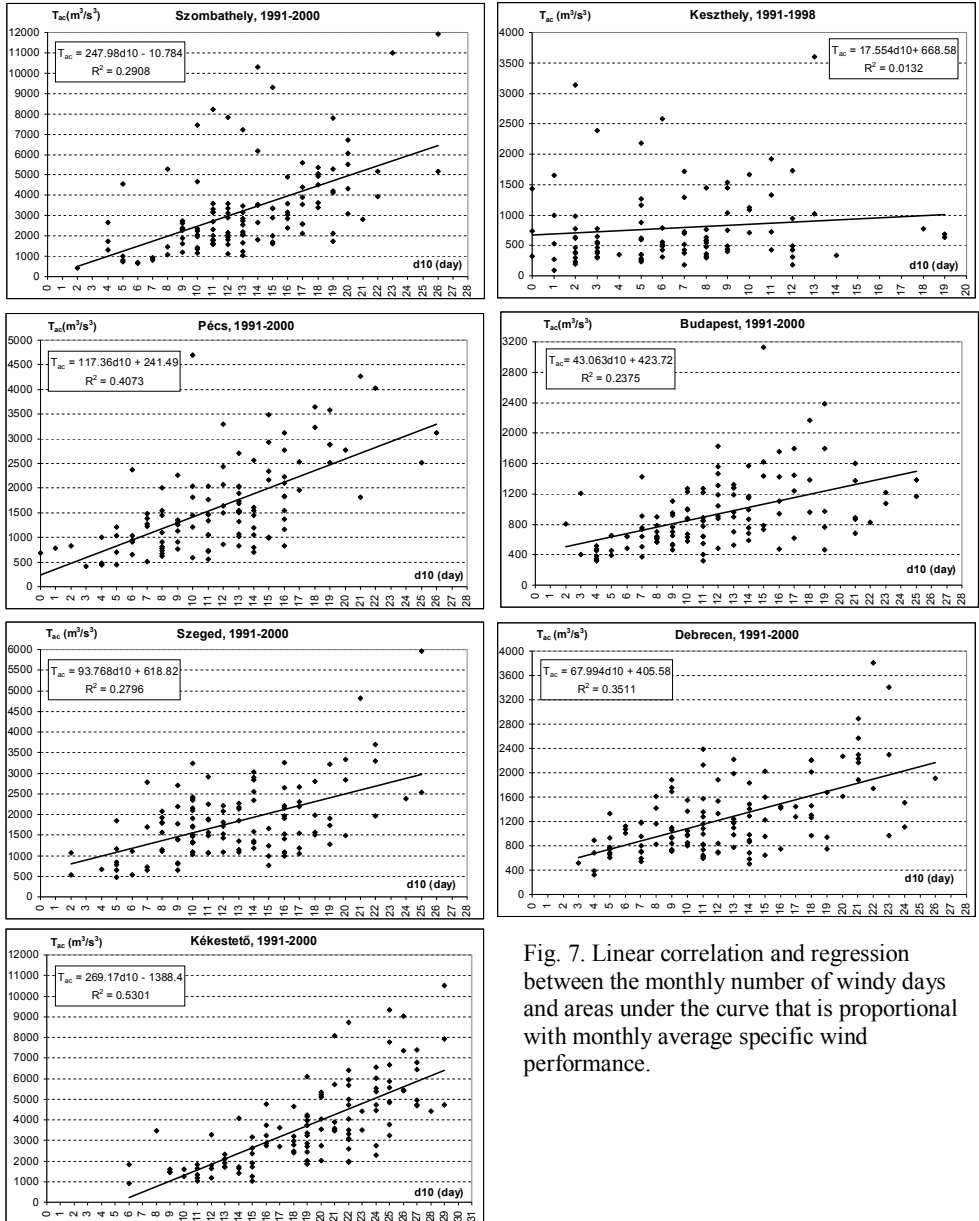 Szombathely, 1991-2000
Tac(m³/s³)
12000
11000
10000
9000
8000
7000
6000
5000
4000
3000
2000
1000
0
Tac = 247.98d10 - 10.784
R² = 0.2908
d10 (day)
0 1 2 3 4 5 6 7 8 9 10 11 12 13 14 15 16 17 18 19 20 21 22 23 24 25 26 27 28
Keszthely, 1991-1998
Tac(m³/s³)
4000
3500
3000
2500
2000
1500
1000
500
0
Tac = 17.554d10+ 668.58
R² = 0.0132
d10 (day)
0 1 2 3 4 5 6 7 8 9 10 11 12 13 14 15 16 17 18 19 20
Pécs, 1991-2000
Tac(m³/s³)
5000
4500
4000
3500
3000
2500
2000
1500
1000
500
0
Tac = 117.36d10 + 241.49
R² = 0.4073
d10 (day)
0 1 2 3 4 5 6 7 8 9 10 11 12 13 14 15 16 17 18 19 20 21 22 23 24 25 26 27 28
Budapest, 1991-2000
Tac(m³/s³)
3200
2800
2400
2000
1600
1200
800
400
0
Tac= 43.063d10 + 423.72
R² = 0.2375
d10 (day)
0 1 2 3 4 5 6 7 8 9 10 11 12 13 14 15 16 17 18 19 20 21 22 23 24 25 26 27 28
Szeged, 1991-2000
Tac (m³/s³)
6000
5500
5000
4500
4000
3500
3000
2500
2000
1500
1000
500
0
Tac = 93.768d10 + 618.82
R² = 0.2796
d10 (day)
0 1 2 3 4 5 6 7 8 9 10 11 12 13 14 15 16 17 18 19 20 21 22 23 24 25 26 27 28
Debrecen, 1991-2000
Tac (m³/s³)
4000
3600
3200
2800
2400
2000
1600
1200
800
400
0
Tac = 67.994d10 + 405.58
R² = 0.3511
d10 (day)
0 1 2 3 4 5 6 7 8 9 10 11 12 13 14 15 16 17 18 19 20 21 22 23 24 25 26 27 28
Kékestető, 1991-2000
Tac (m³/s³)
12000
11000
10000
9000
8000
7000
6000
5000
4000
3000
2000
1000
0
Tac = 269.17d10 - 1388.4
R² = 0.5301
d10 (day)
0 1 2 3 4 5 6 7 8 9 10 11 12 13 14 15 16 17 18 19 20 21 22 23 24 25 26 27 28 29 30 31
Fig. 7. Linear correlation and regression
between the monthly number of windy days
and areas under the curve that is proportional
with monthly average specific wind
performance.